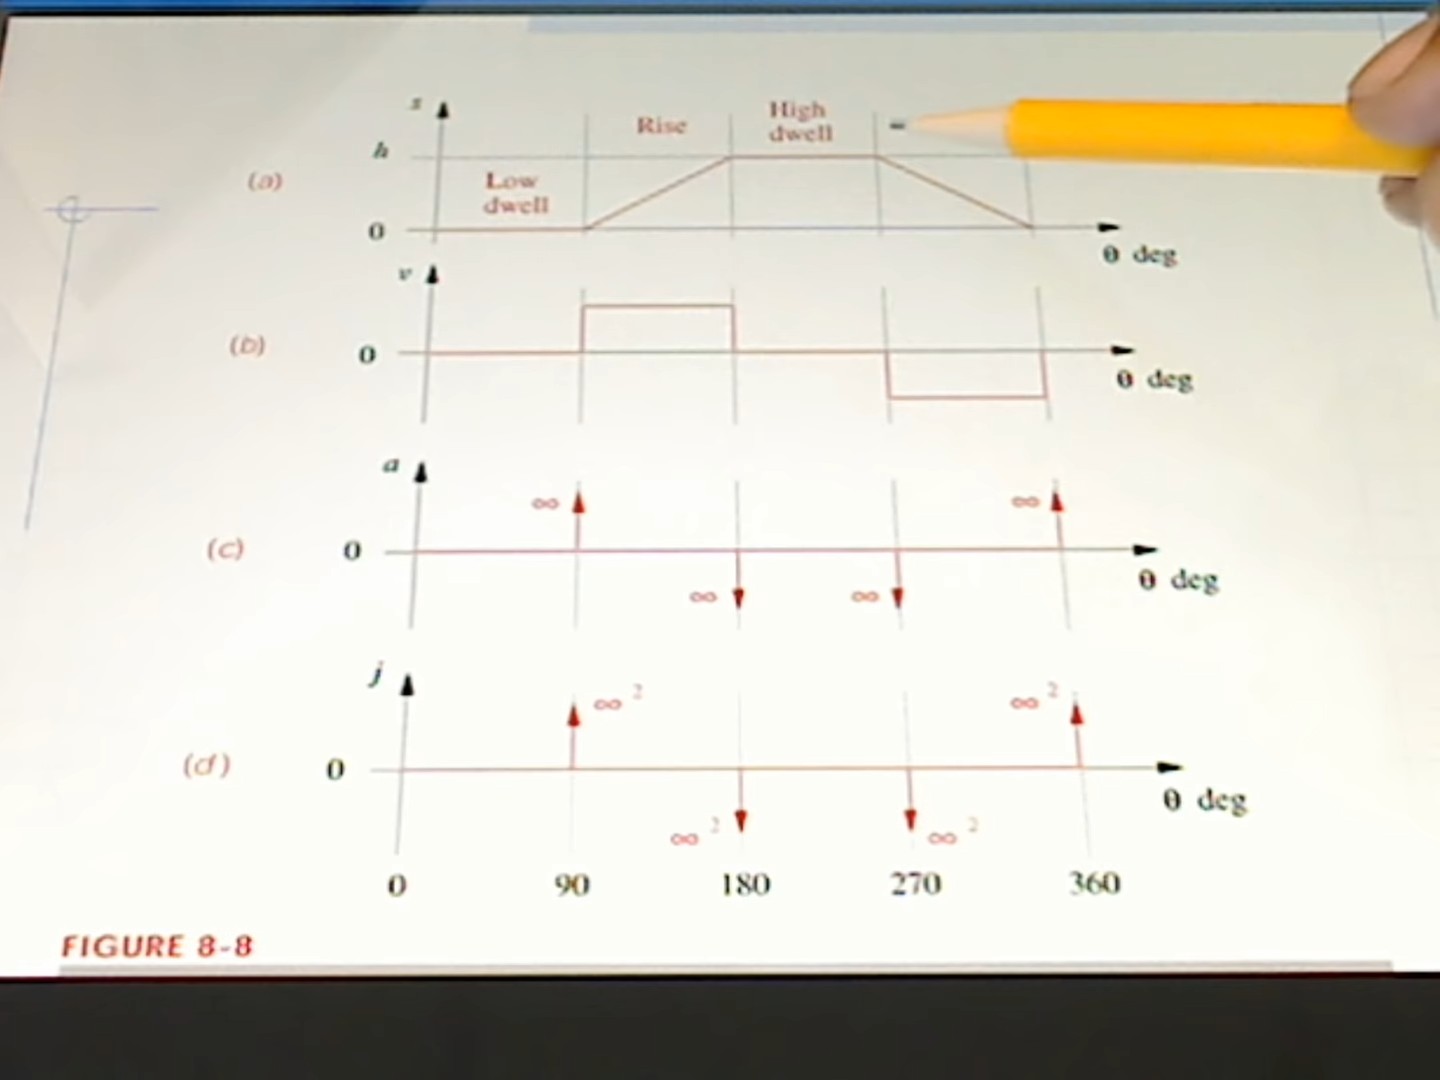 s
h
(a)
0
Low
dwell
Rise
High
dwell
θ deg
v
(b)
0
θ deg
a
(c)
0
∞
∞
∞
∞
θ deg
j
(d)
0
∞ 2
∞ 2
∞ 2
∞ 2
θ deg
0 90 180 270 360
FIGURE 8-8